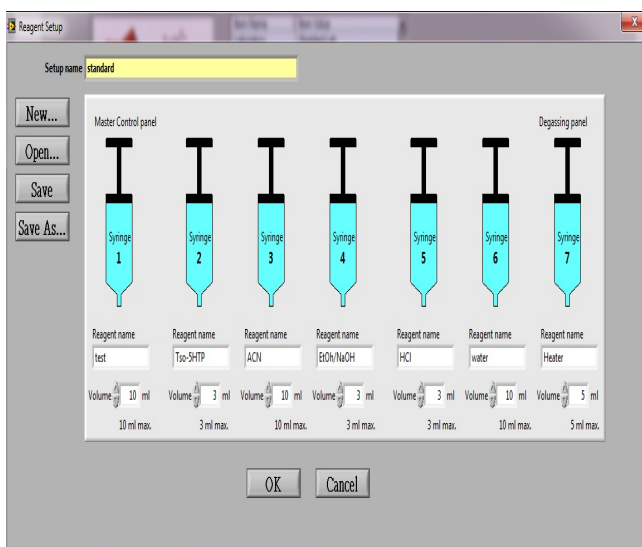 Reagent Setup
Setup name standard
New...
Open...
Save
Save As...
Master Control panel
Degassing panel
Syringe 1
Syringe 2
Syringe 3
Syringe 4
Syringe 5
Syringe 6
Syringe 7
Reagent name Reagent name Reagent name Reagent name Reagent name Reagent name Reagent name
test Tso-5HTP ACN EtOh/NaOH HCl water Heater
Volume 10 ml Volume 3 ml Volume 10 ml Volume 3 ml Volume 3 ml Volume 10 ml Volume 5 ml
10 ml max. 3 ml max. 10 ml max. 3 ml max. 3 ml max. 10 ml max. 5 ml max.
OK Cancel